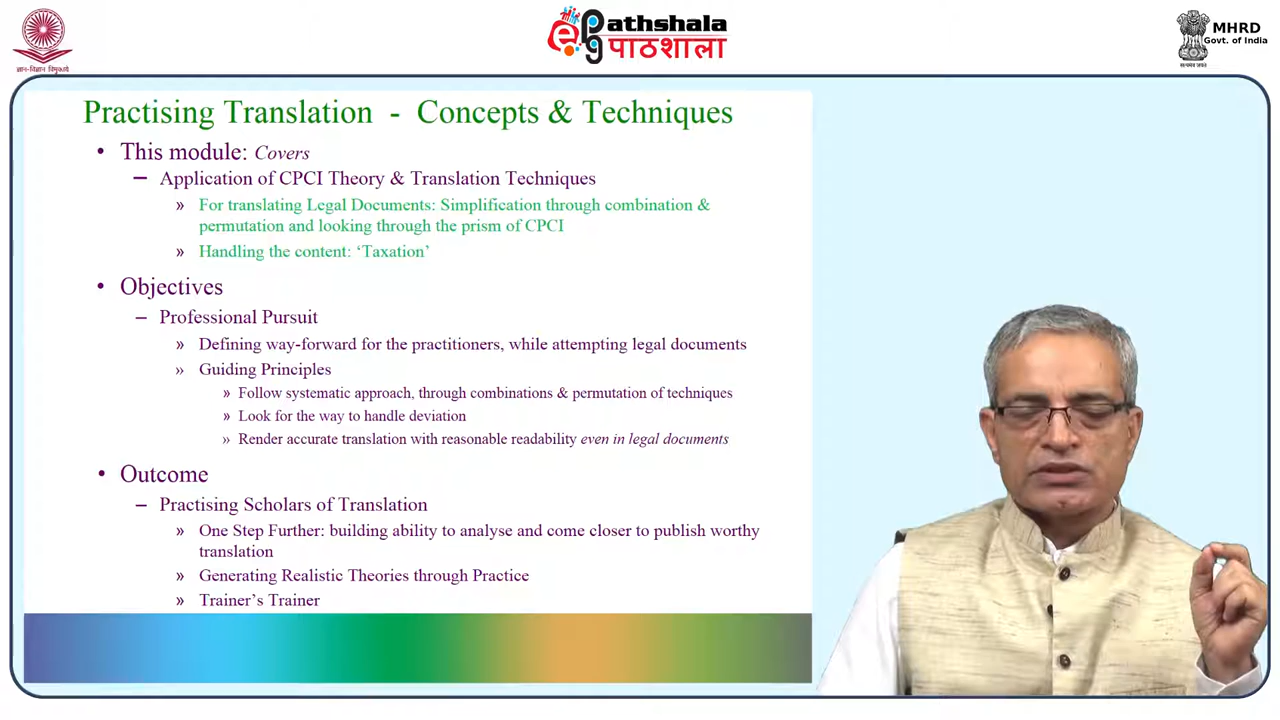 ज्ञान-विज्ञान विमुक्तये
ePathshala
पाठशाला
सत्यमेव जयते
MHRD
Govt. of India
Practising Translation - Concepts & Techniques
• This module: Covers
– Application of CPCI Theory & Translation Techniques
» For translating Legal Documents: Simplification through combination &
permutation and looking through the prism of CPCI
» Handling the content: ‘Taxation’
• Objectives
– Professional Pursuit
» Defining way-forward for the practitioners, while attempting legal documents
» Guiding Principles
» Follow systematic approach, through combinations & permutation of techniques
» Look for the way to handle deviation
» Render accurate translation with reasonable readability even in legal documents
• Outcome
– Practising Scholars of Translation
» One Step Further: building ability to analyse and come closer to publish worthy
translation
» Generating Realistic Theories through Practice
» Trainer’s Trainer